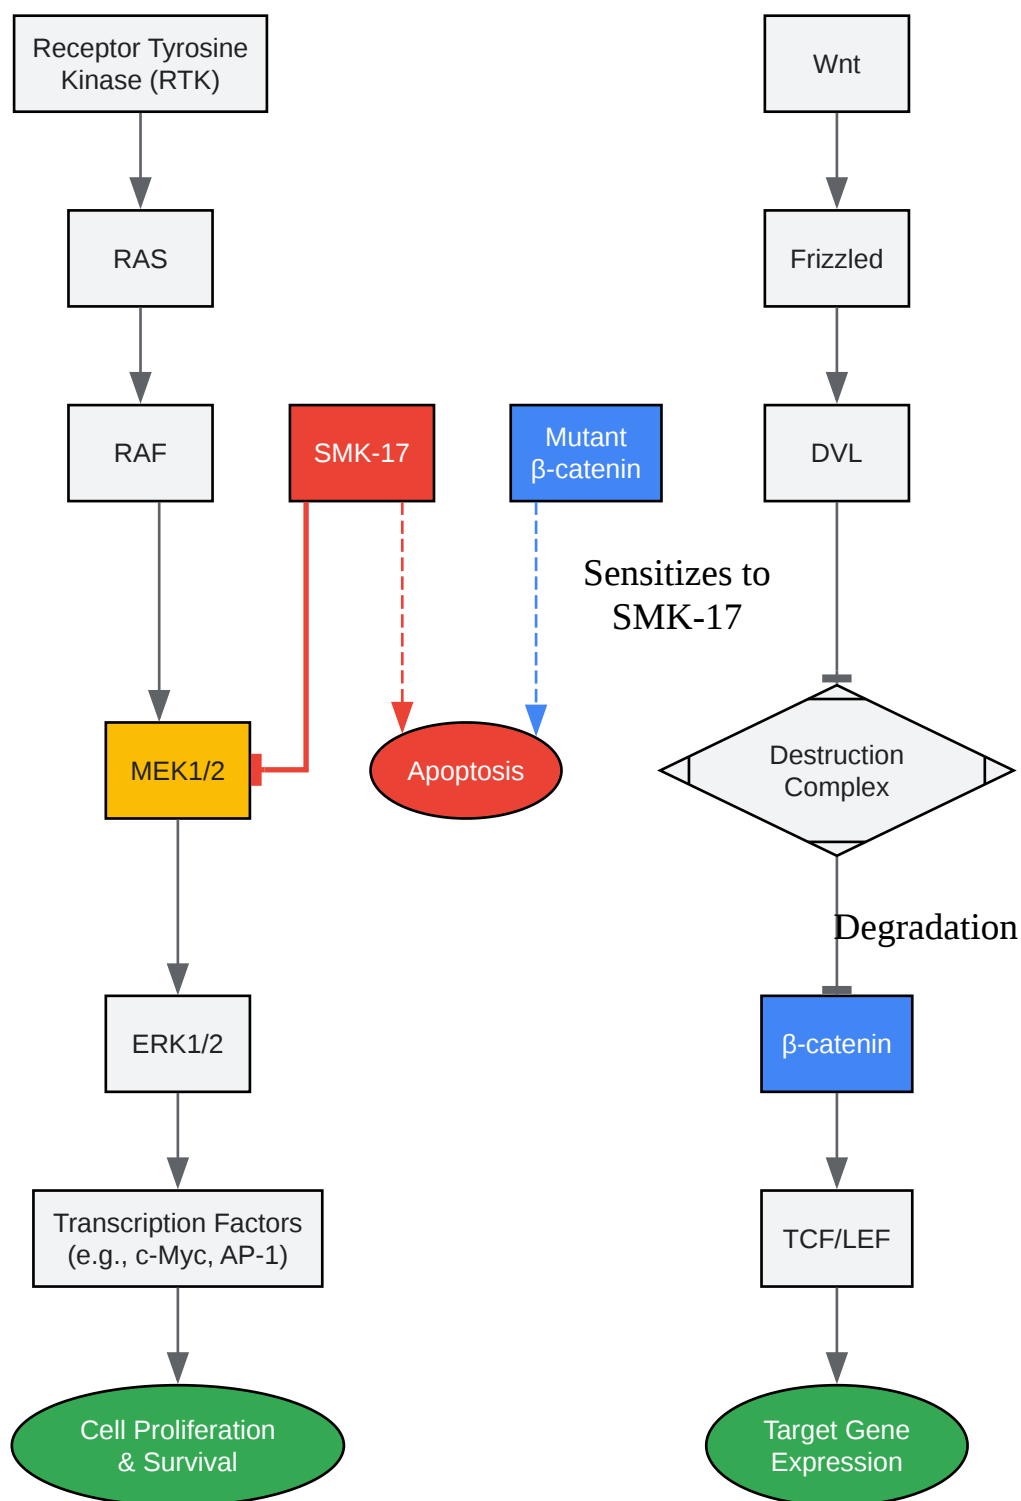 Receptor Tyrosine
Kinase (RTK)
Wnt
RAS
Frizzled
RAF
SMK-17
Mutant
β-catenin
DVL
Sensitizes to
SMK-17
MEK1/2
Apoptosis
Destruction
Complex
Degradation
ERK1/2
β-catenin
Transcription Factors
(e.g., c-Myc, AP-1)
TCF/LEF
Cell Proliferation
& Survival
Target Gene
Expression